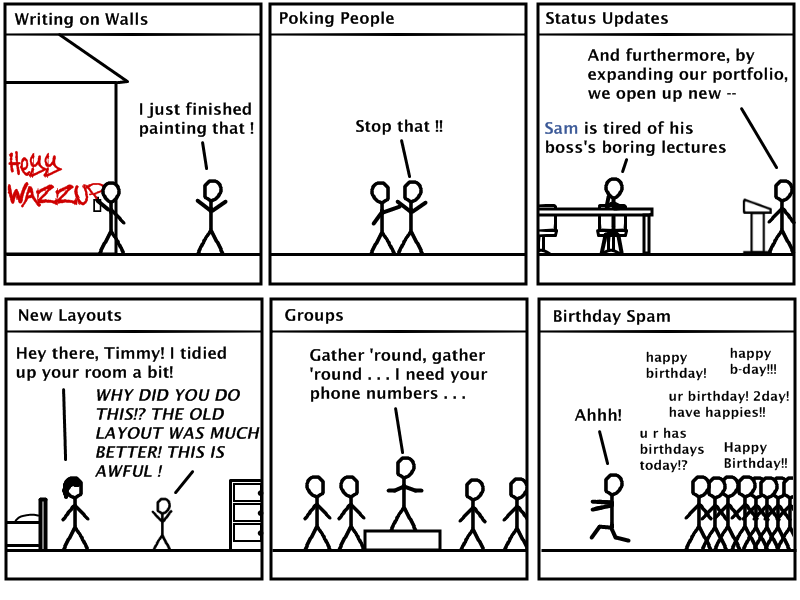 Writing on Walls
I just finished
painting that !
Heyy
WAZZUP
Poking People
Stop that !!
Status Updates
And furthermore, by
expanding our portfolio,
we open up new --
Sam is tired of his
boss's boring lectures
New Layouts
Hey there, Timmy! I tidied
up your room a bit!
WHY DID YOU DO
THIS!? THE OLD
LAYOUT WAS MUCH
BETTER! THIS IS
AWFUL !
Groups
Gather 'round, gather
'round . . . I need your
phone numbers . . .
Birthday Spam
Ahhh!
happy
birthday!
happy
b-day!!!
ur birthday! 2day!
have happies!!
u r has
birthdays
today!?
Happy
Birthday!!